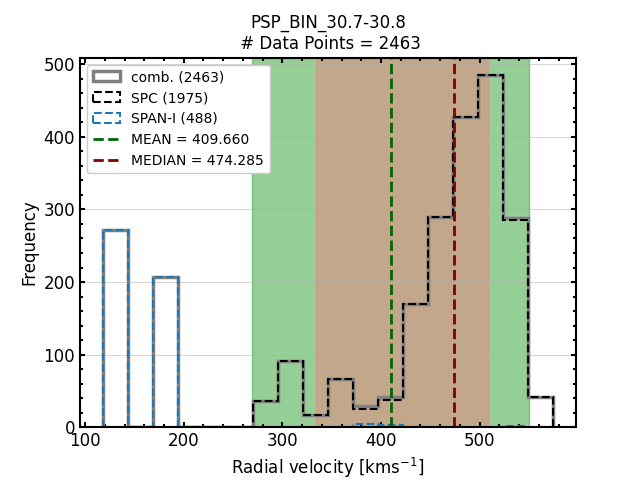 PSP_BIN_30.7-30.8
# Data Points = 2463
comb. (2463)
SPC (1975)
SPAN-I (488)
MEAN = 409.660
MEDIAN = 474.285
Frequency
500
400
300
200
100
0
100 200 300 400 500
Radial velocity [kms⁻¹]